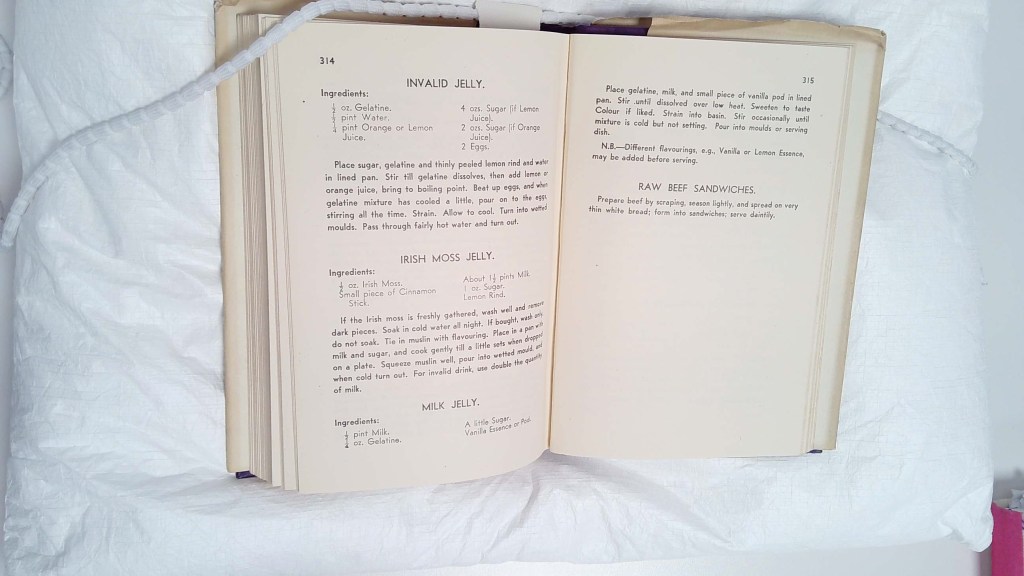 314
INVALID JELLY.
Ingredients:
oz. Gelatine.
pint Water.
pint Orange or Lemon
Juice.
4 ozs. Sugar (if Lemon
Juice).
2 ozs. Sugar (if Orange
Juice).
2 Eggs.
Place sugar, gelatine and thinly peeled lemon rind and water
in lined pan. Stir till gelatine dissolves, then add lemon or
orange juice, bring to boiling point. Beat up eggs, and when
gelatine mixture has cooled a little, pour on to the eggs,
stirring all the time. Strain. Allow to cool. Turn into wetted
moulds. Pass through fairly hot water and turn out.
IRISH MOSS JELLY.
Ingredients:
oz. Irish Moss.
Small piece of Cinnamon
Stick.
About 1½ pints Milk
1 oz. Sugar.
Lemon Rind.
If the Irish moss is freshly gathered, wash well and remove
dark pieces. Soak in cold water all night. If bought, wash only
do not soak. Tie in muslin with flavouring. Place in a pan with
milk and sugar, and cook gently till a little sets when dropped
on a plate. Squeeze muslin well, pour into wetted mould, and
when cold turn out. For invalid drink, use double the quantity
of milk.
MILK JELLY.
Ingredients:
pint Milk.
oz. Gelatine.
A little Sugar.
Vanilla Essence or Pod.
315
Place gelatine, milk, and small piece of vanilla pod in lined
pan. Stir until dissolved over low heat. Sweeten to taste
Colour if liked. Strain into basin. Stir occasionally until
mixture is cold but not setting. Pour into moulds or serving
dish.
N.B.—Different flavourings, e.g., Vanilla or Lemon Essence,
may be added before serving.
RAW BEEF SANDWICHES.
Prepare beef by scraping, season lightly, and spread on very
thin white bread; form into sandwiches; serve daintily.